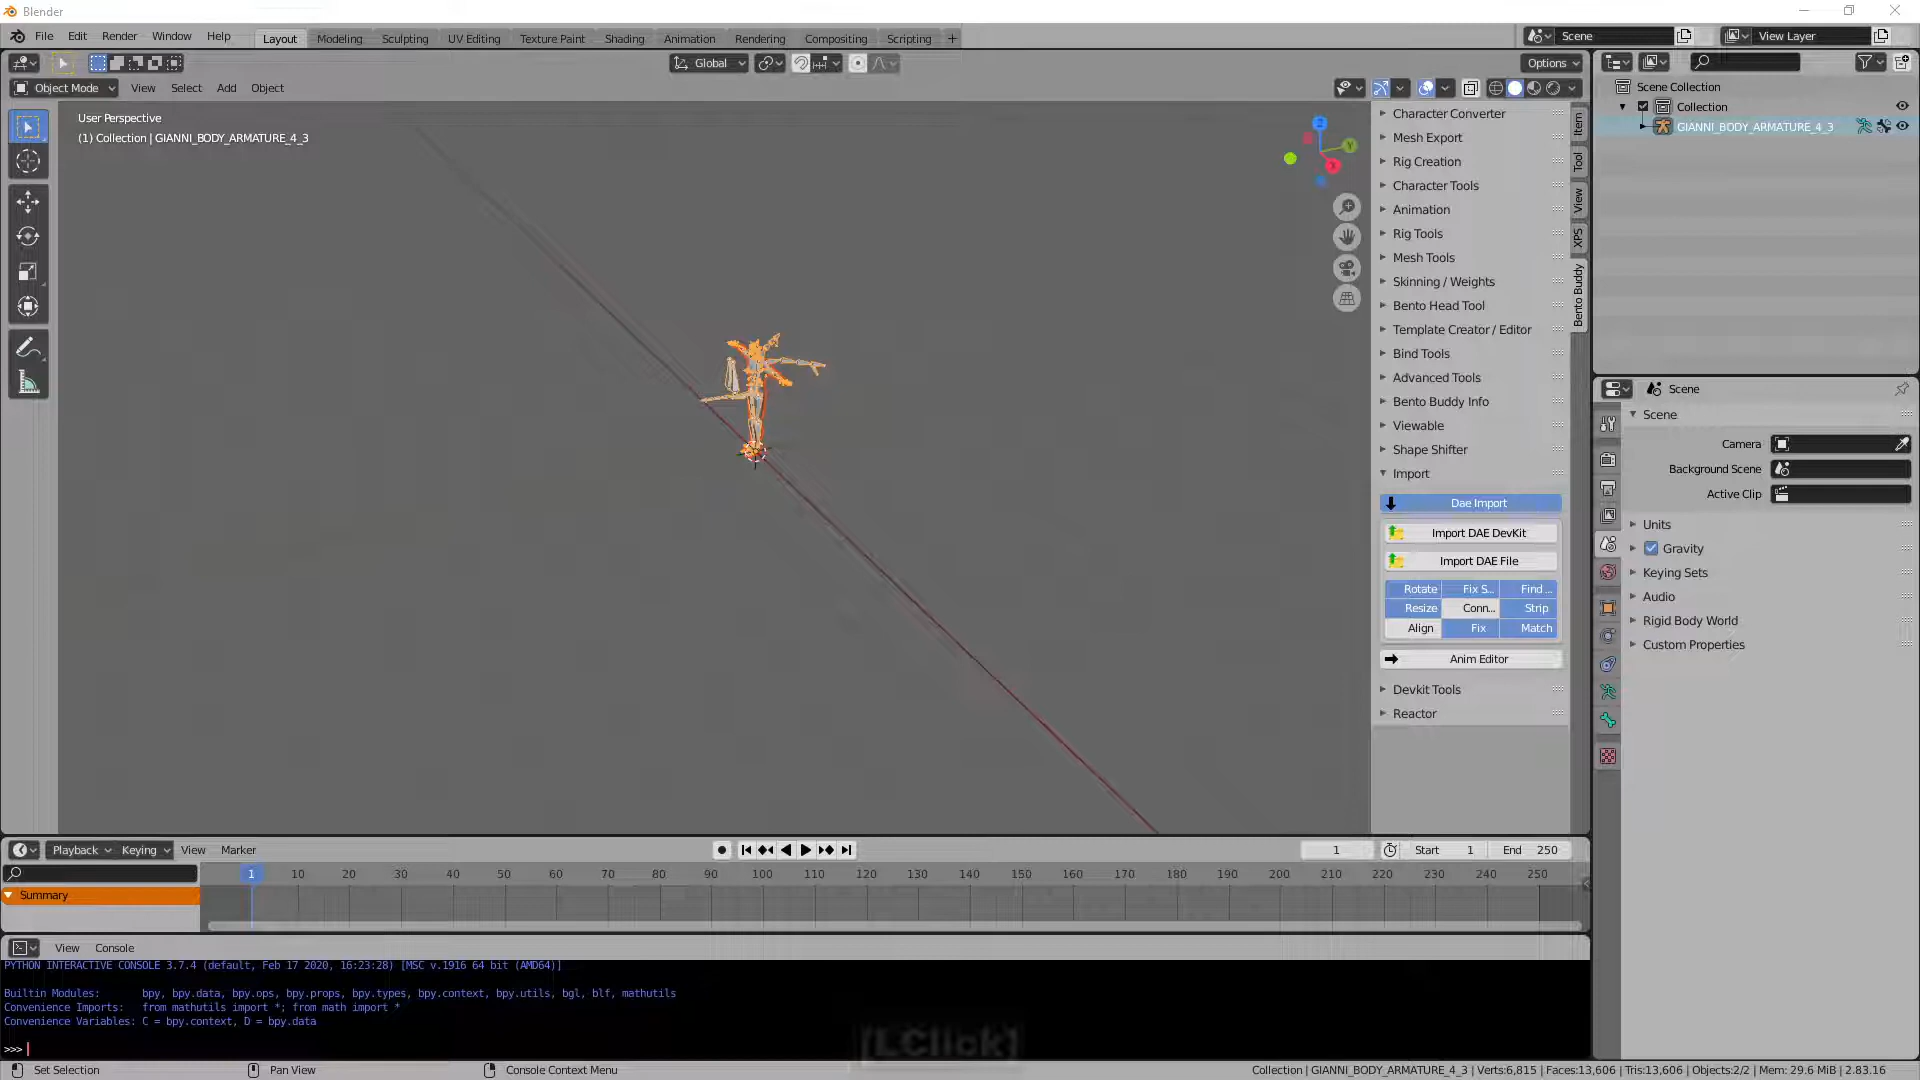 Blender
File Edit Render Window Help Layout Modeling Sculpting UV Editing Texture Paint Shading Animation Rendering Compositing Scripting + Scene View Layer
Global Options
Object Mode View Select Add Object
User Perspective
(1) Collection | GIANNI_BODY_ARMATURE_4_3
Z
Y
X
Character Converter
Mesh Export
Rig Creation
Character Tools
Animation
Rig Tools
Mesh Tools
Skinning / Weights
Bento Head Tool
Template Creator / Editor
Bind Tools
Advanced Tools
Bento Buddy Info
Viewable
Shape Shifter
Import
Dae Import
Import DAE DevKit
Import DAE File
Rotate Fix S... Find ...
Resize Conn... Strip
Align Fix Match
Anim Editor
Devkit Tools
Reactor
Item
Tool
View
XPS
Bento Buddy
Scene Collection
Collection
GIANNI_BODY_ARMATURE_4_3
Scene
Scene
Camera
Background Scene
Active Clip
Units
Gravity
Keying Sets
Audio
Rigid Body World
Custom Properties
Playback Keying View Marker 1 Start 1 End 250
1 10 20 30 40 50 60 70 80 90 100 110 120 130 140 150 160 170 180 190 200 210 220 230 240 250
Summary
View Console
PYTHON INTERACTIVE CONSOLE 3.7.4 (default, Feb 17 2020, 16:23:28) [MSC v.1916 64 bit (AMD64)]
Builtin Modules: bpy, bpy.data, bpy.ops, bpy.props, bpy.types, bpy.context, bpy.utils, bgl, blf, mathutils
Convenience Imports: from mathutils import *; from math import *
Convenience Variables: C = bpy.context, D = bpy.data
>>>
[LClick]
Set Selection Pan View Console Context Menu Collection | GIANNI_BODY_ARMATURE_4_3 | Verts:6,815 | Faces:13,606 | Tris:13,606 | Objects:2/2 | Mem: 29.6 MiB | 2.83.16